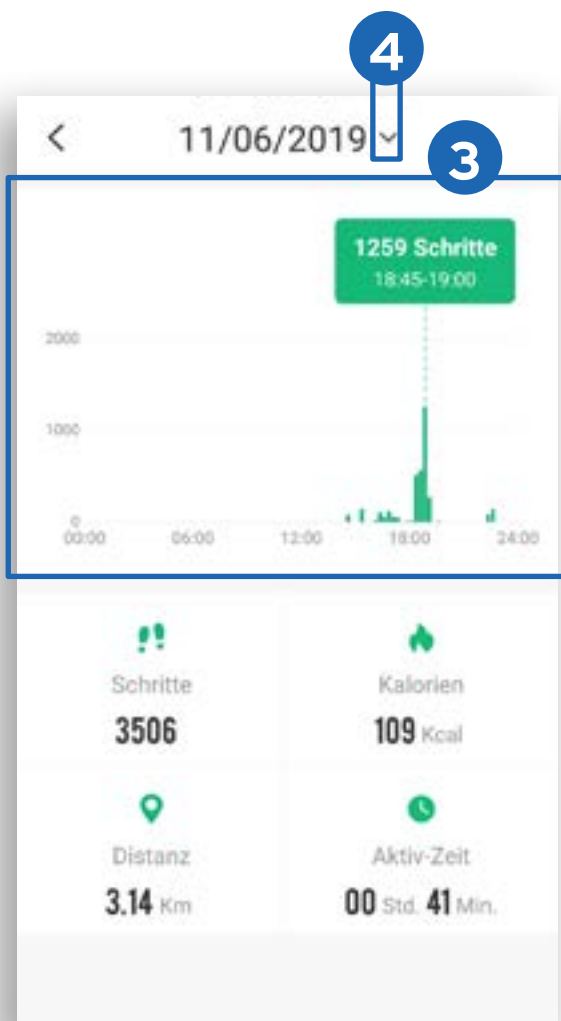 4
11/06/2019
3
1259 Schritte
18:45-19:00
2000
1000
0
00:00 06:00 12:00 18:00 24:00
Schritte Kalorien
3506 109 Kcal
Distanz Aktiv-Zeit
3.14 Km 00 Std. 41 Min.